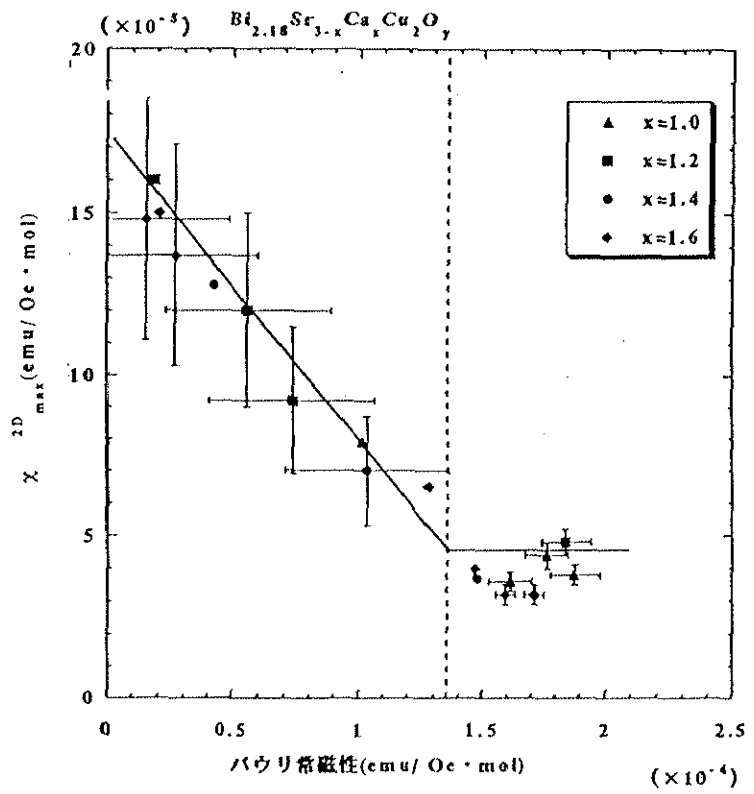 (×10⁻⁵) Bi₂.₁₈Sr₃₋ₓCaₓCu₂Oᵧ
20
15
10
5
0
χ ²ᴰmax(emu/ Oe・mol)
▲ x=1.0
■ x=1.2
● x=1.4
◆ x=1.6
0 0.5 1 1.5 2 2.5
パウリ常磁性(emu/ Oe・mol) (×10⁻⁴)